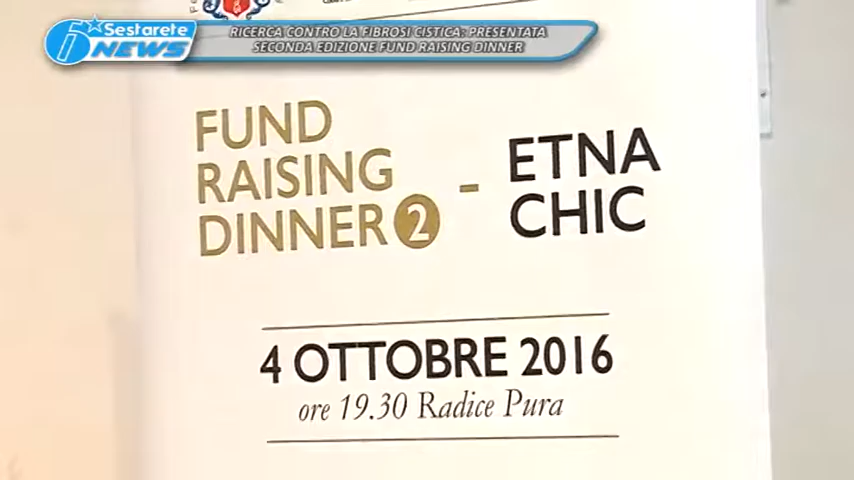 Sestarete
6 NEWS
RICERCA CONTRO LA FIBROSI CISTICA: PRESENTATA
SECONDA EDIZIONE FUND RAISING DINNER
FUND
RAISING
DINNER 2 - ETNA
CHIC
4 OTTOBRE 2016
ore 19.30 Radice Pura